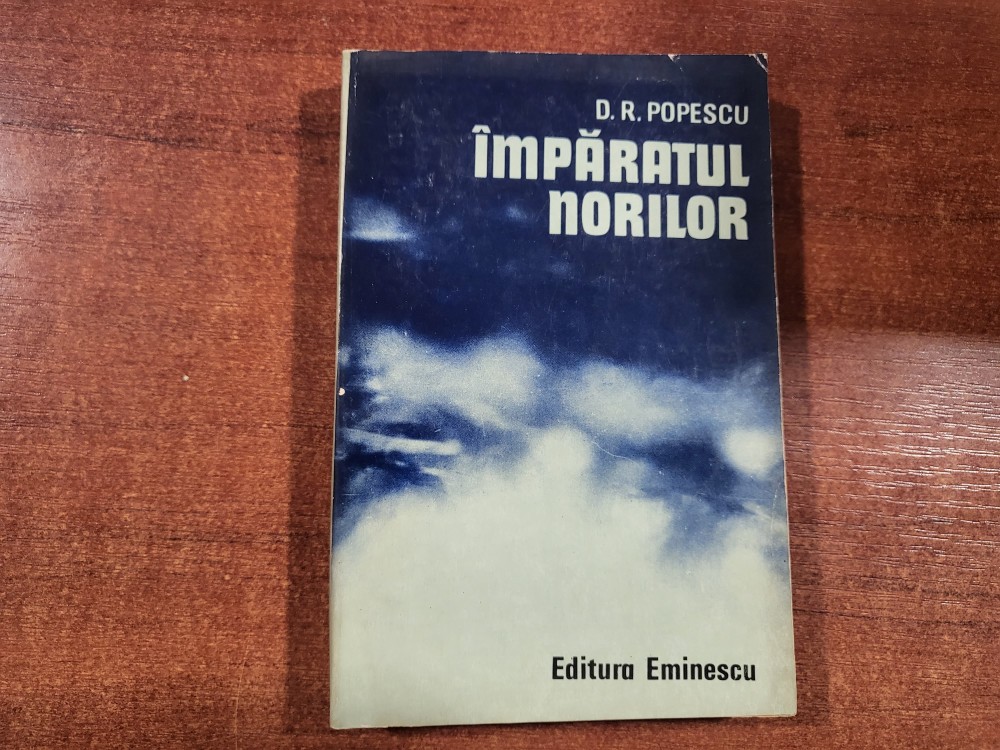 D. R. POPESCU
ÎMPĂRATUL
NORILOR
Editura Eminescu